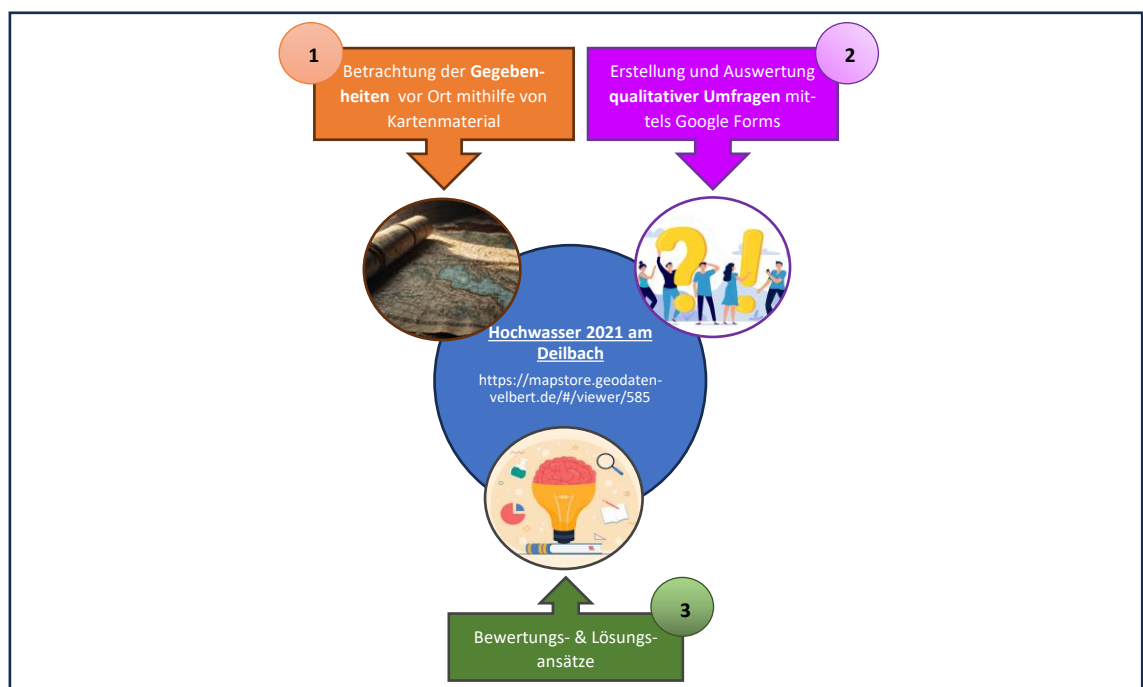 1
Betrachtung der Gegeben-
heiten vor Ort mithilfe von
Kartenmaterial
2
Erstellung und Auswertung
qualitativer Umfragen mit-
tels Google Forms
?!
Hochwasser 2021 am
Deilbach
https://mapstore.geodaten-
velbert.de/#/viewer/585
3
Bewertungs- & Lösungs-
ansätze